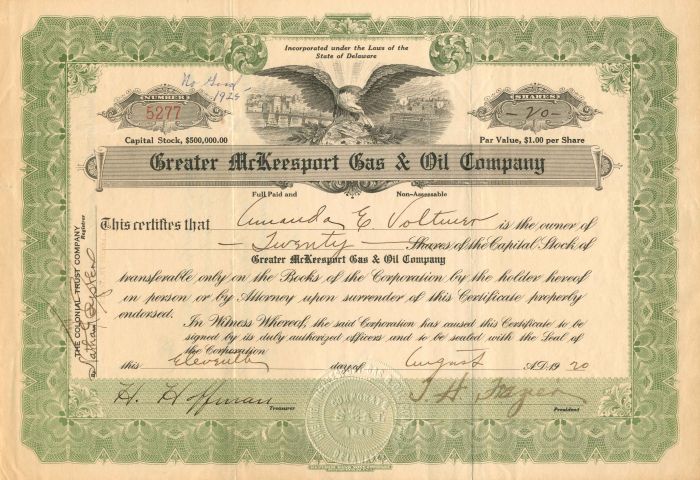 Incorporated under the Laws of the
State of Delaware
No Good
1925
NUMBER
5277
SHARES
-20-
Capital Stock, $500,000.00
Par Value, $1.00 per Share
Greater McKeesport Gas & Oil Company
Full Paid and Non-Assessable
This certifies that Amanda E. Voltmer is the owner of
— Twenty — Shares of the Capital Stock of
Greater McKeesport Gas & Oil Company
transferable only on the Books of the Corporation by the holder hereof
in person or by Attorney upon surrender of this Certificate properly
endorsed.
In Witness Whereof, the said Corporation has caused this Certificate to be
signed by its duly authorized officers and to be sealed with the Seal of
the Corporation
this Eleventh day of August A.D. 1920
H. Hoffman
Treasurer
T. H. Frazier
President
THE COLONIAL TRUST COMPANY
Registrar
By
CORPORATE
SEAL